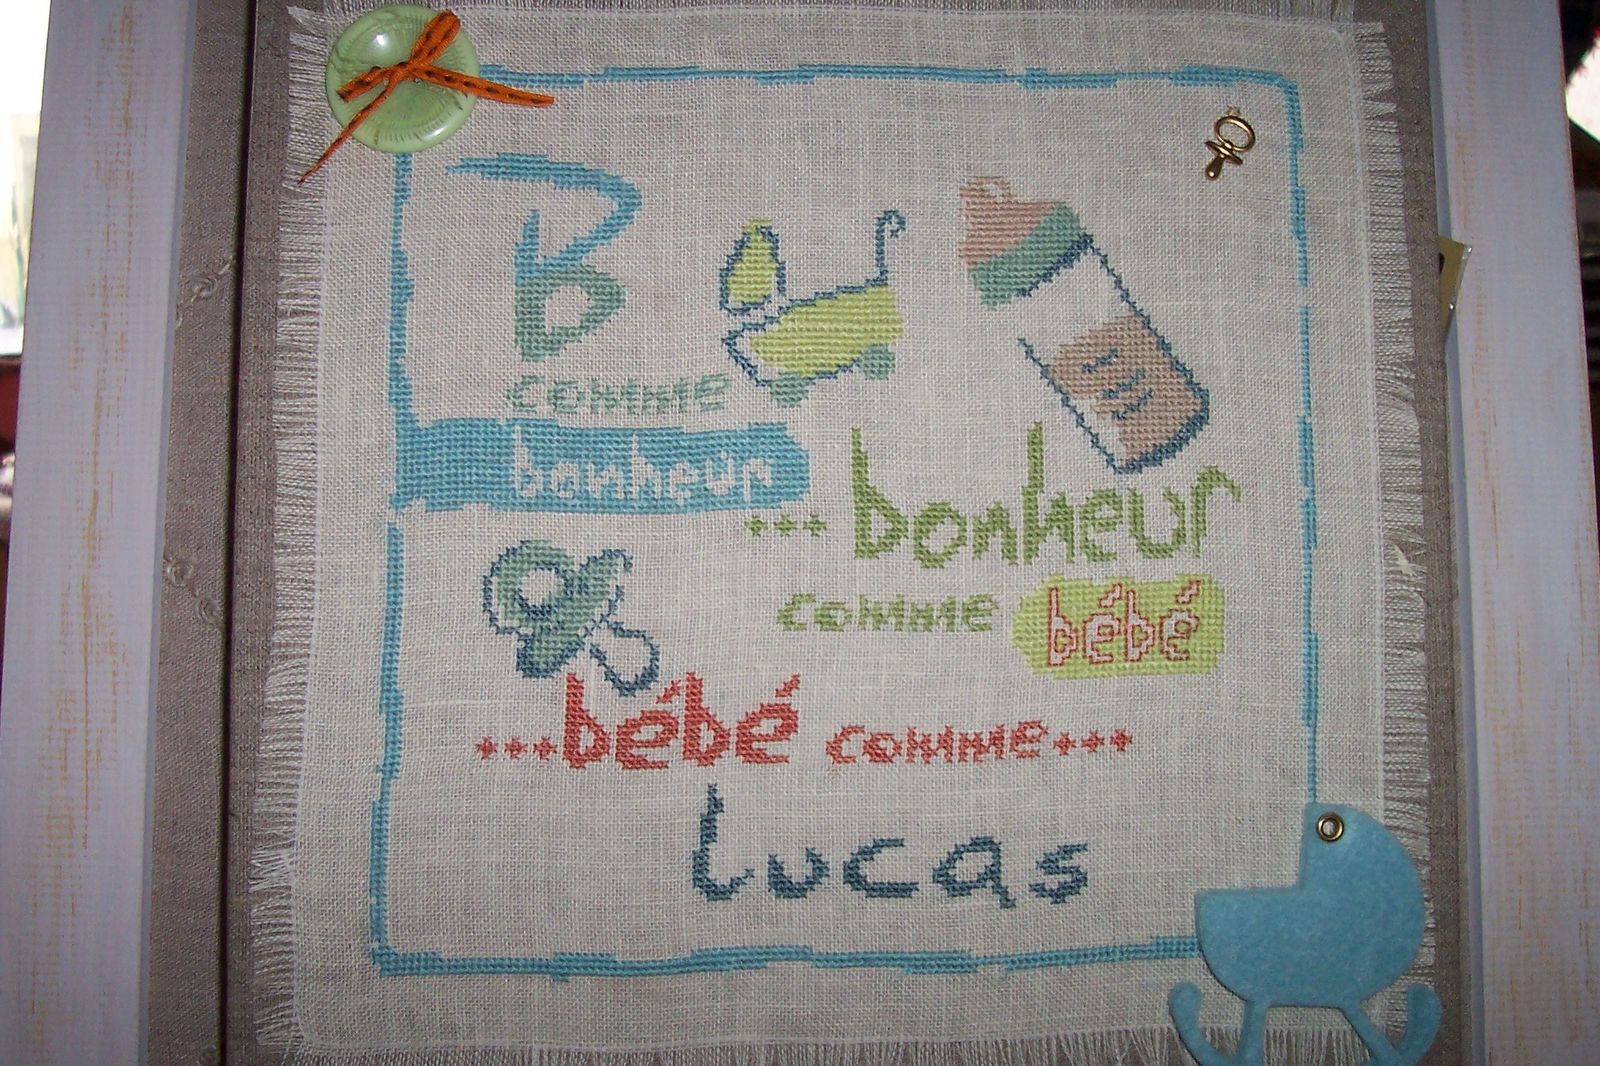 B
comme
bonheur
... bonheur
comme bébé
...bébé comme...
Lucas